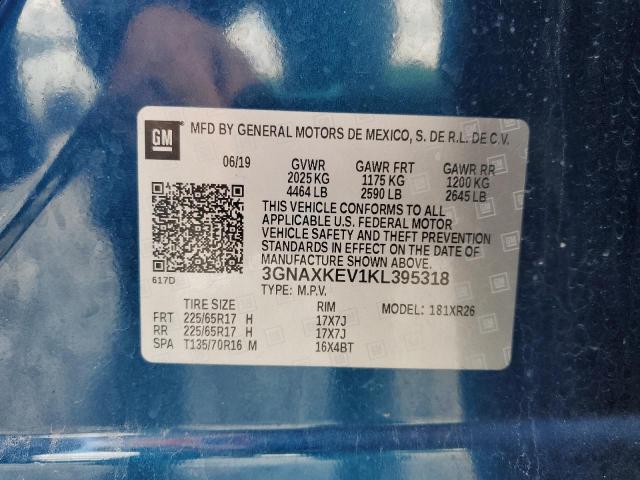 GM MFD BY GENERAL MOTORS DE MEXICO, S. DE R.L. DE C.V.
06/19 GVWR GAWR FRT GAWR RR
2025 KG 1175 KG 1200 KG
4464 LB 2590 LB 2645 LB
THIS VEHICLE CONFORMS TO ALL
APPLICABLE U.S. FEDERAL MOTOR
VEHICLE SAFETY AND THEFT PREVENTION
STANDARDS IN EFFECT ON THE DATE OF
MANUFACTURE SHOWN ABOVE.
617D 3GNAXKEV1KL395318
TYPE: M.P.V.
TIRE SIZE RIM MODEL: 181XR26
FRT 225/65R17 H 17X7J
RR 225/65R17 H 17X7J
SPA T135/70R16 M 16X4BT